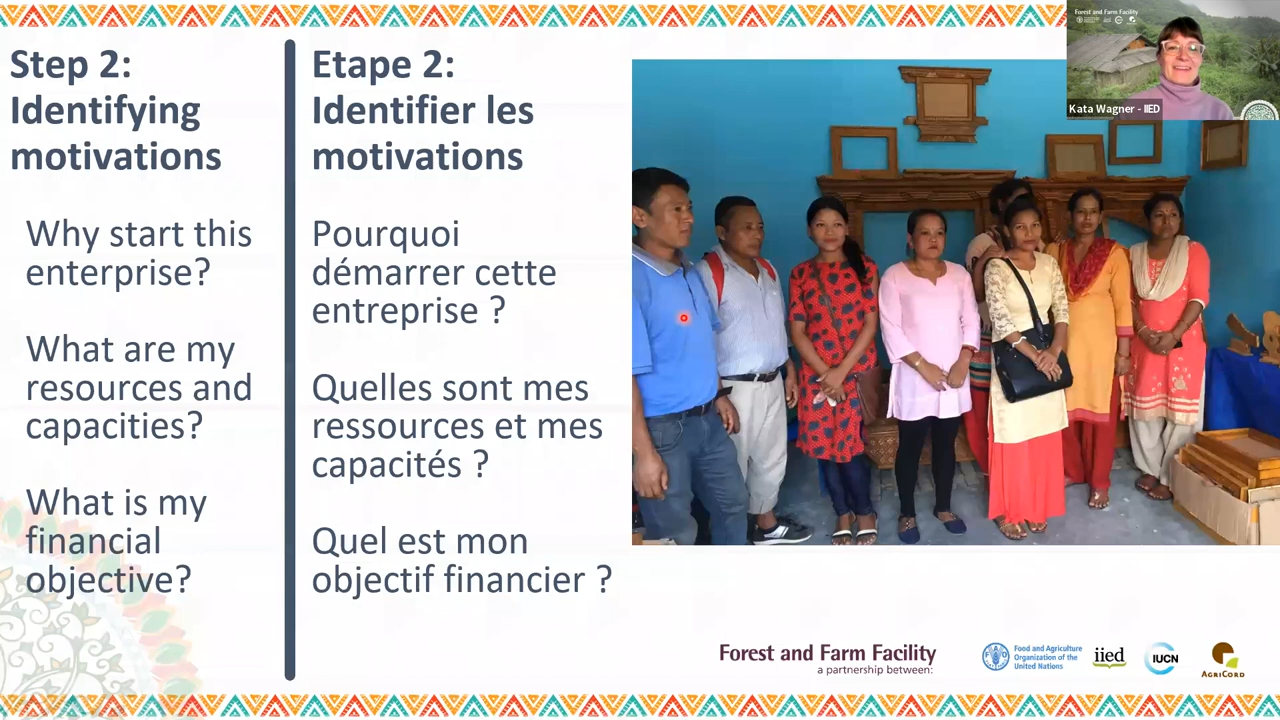 Step 2:
Identifying
motivations
Why start this
enterprise?
What are my
resources and
capacities?
What is my
financial
objective?
Etape 2:
Identifier les
motivations
Pourquoi
démarrer cette
entreprise ?
Quelles sont mes
ressources et mes
capacités ?
Quel est mon
objectif financier ?
Forest and Farm Facility
Kata Wagner - IIED
Forest and Farm Facility
a partnership between:
Food and Agriculture
Organization of the
United Nations
iied
IUCN
AGRICORD